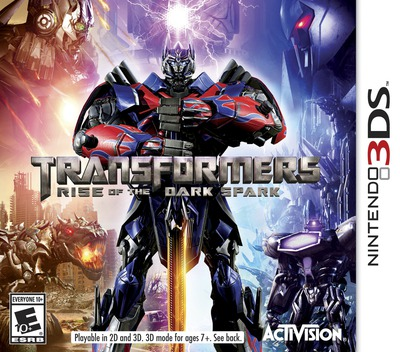 TRANSFORMERS
RISE OF THE DARK SPARK
NINTENDO 3DS
EVERYONE 10+
E
10+
ESRB
Playable in 2D and 3D. 3D mode for ages 7+. See back.
ACTIVISION